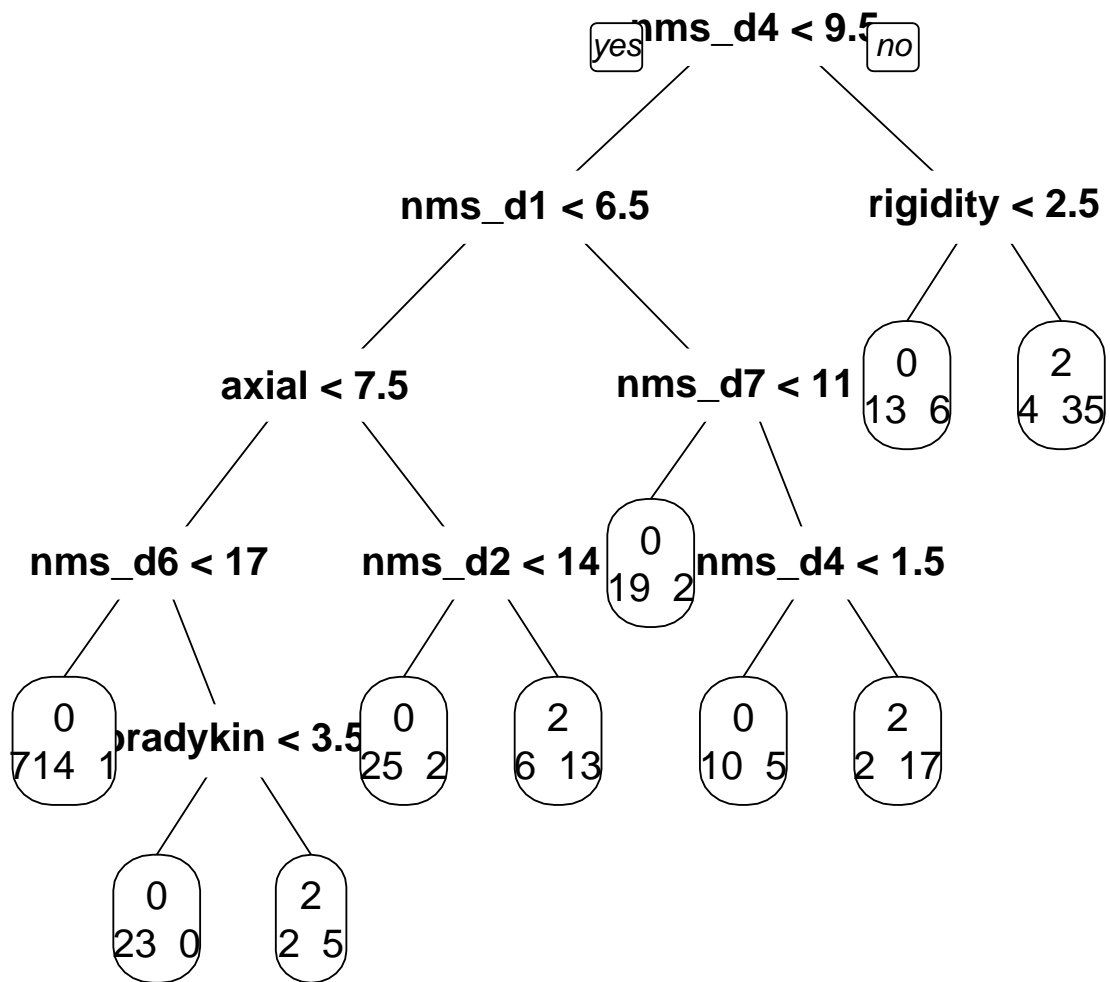 nms_d4 < 9.5
yes
no
nms_d1 < 6.5
rigidity < 2.5
axial < 7.5
nms_d7 < 11
0
13 6
2
4 35
nms_d6 < 17
nms_d2 < 14
0
19 2
nms_d4 < 1.5
0
714 1
bradykin < 3.5
0
25 2
2
6 13
0
10 5
2
2 17
0
23 0
2
2 5